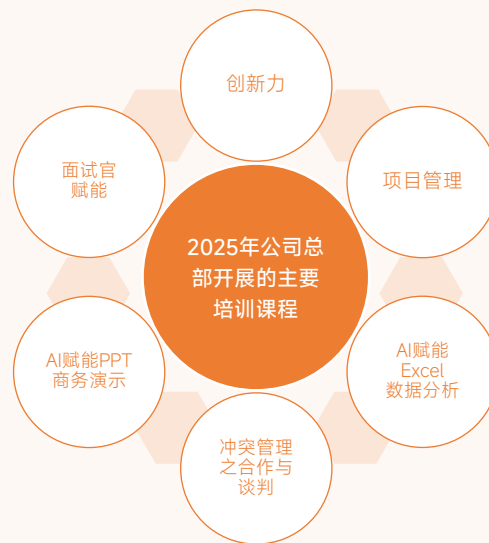 创新力
面试官
赋能
项目管理
2025年公司总
部开展的主要
培训课程
AI赋能PPT
商务演示
AI赋能
Excel
数据分析
冲突管理
之合作与
谈判